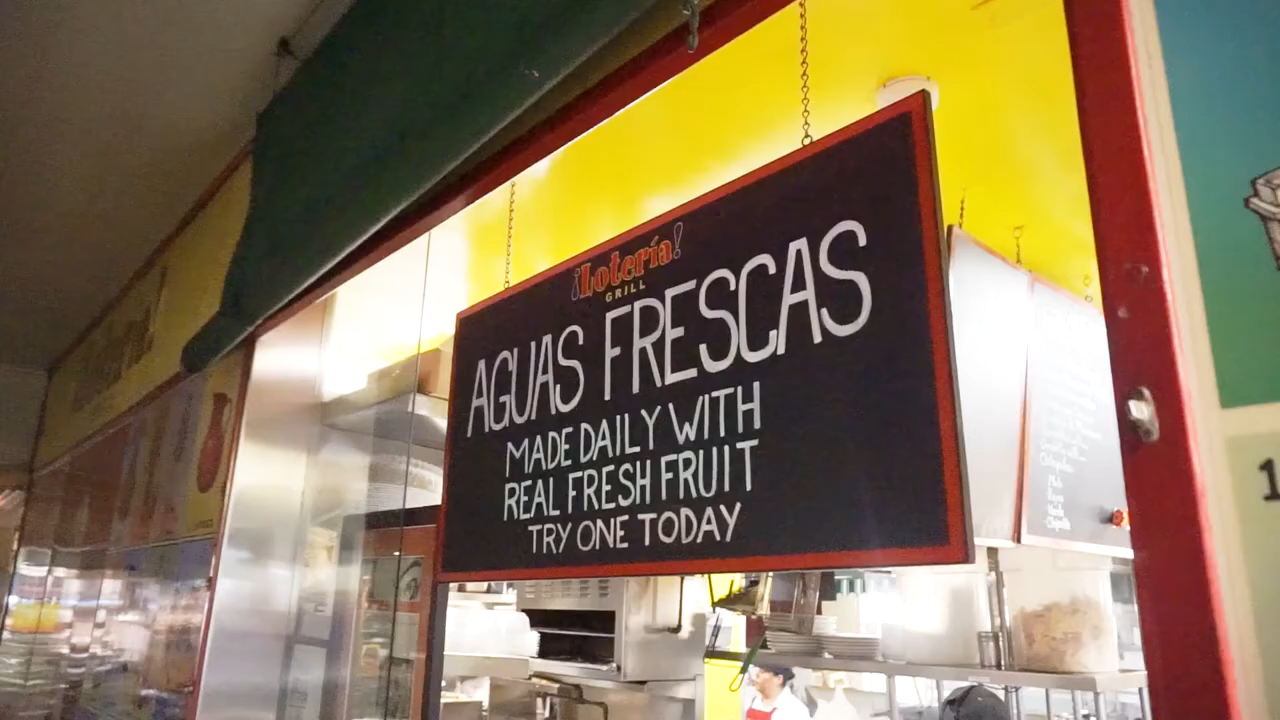 ¡Lotería!
GRILL
AGUAS FRESCAS
MADE DAILY WITH
REAL FRESH FRUIT
TRY ONE TODAY